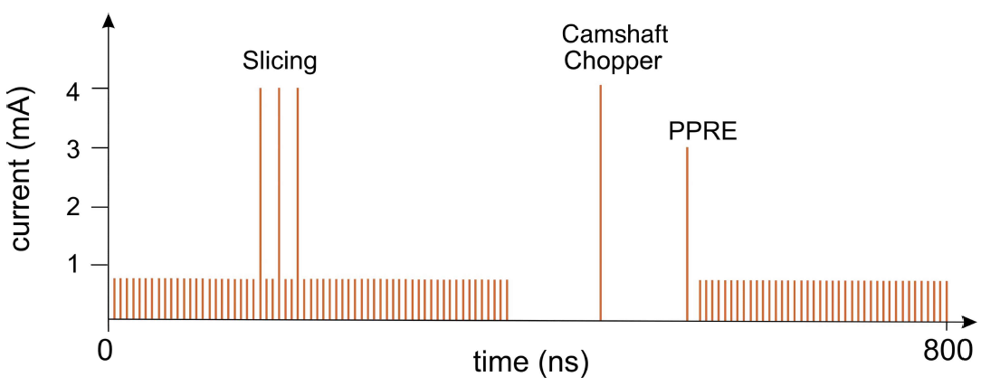 Camshaft
Chopper
Slicing
PPRE
4
3
2
1
current (mA)
0
800
time (ns)